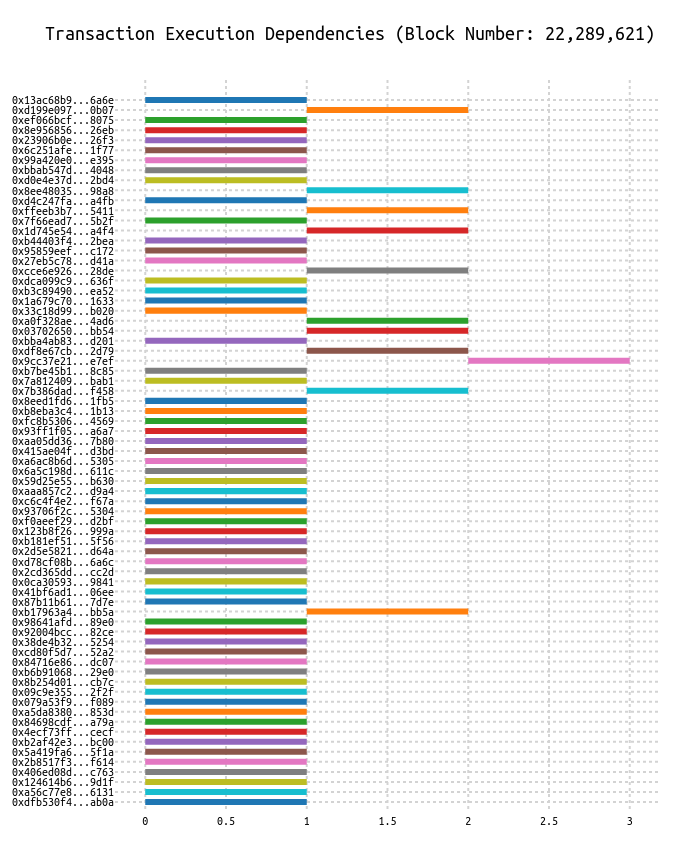 Transaction Execution Dependencies (Block Number: 22,289,621)
0x13ac68b9...6a6e
0xd199e097...0b07
0xef066bcf...8075
0x8e956856...26eb
0x23906b0e...26f3
0x6c251afe...1f77
0x99a420e0...e395
0xbbab547d...4048
0xd0e4e37d...2bd4
0x8ee48035...98a8
0xd4c247fa...a4fb
0xffeeb3b7...5411
0x7f66ead7...5b2f
0x1d745e54...a4f4
0xb44403f4...2bea
0x95859eef...c172
0x27eb5c78...d41a
0xcce6e926...28de
0xdca099c9...636f
0xb3c89490...ea52
0x1a679c70...1633
0x33c18d99...b020
0xa0f328ae...4ad6
0x03702650...bb54
0xbba4ab83...d201
0xdf8e67cb...2d79
0x9cc37e21...e7ef
0xb7be45b1...8c85
0x7a812409...bab1
0x7b386dad...f458
0x8eed1fd6...1fb5
0xb8eba3c4...1b13
0xfc8b5306...4569
0x93ff1f05...a6a7
0xaa05dd36...7b80
0x415ae04f...d3bd
0xa6ac8b6d...5305
0x6a5c198d...611c
0x59d25e55...b630
0xaaa857c2...d9a4
0xc6c4f4e2...f67a
0x93706f2c...5304
0xf0aeef29...d2bf
0x123b8f26...999a
0xb181ef51...5f56
0x2d5e5821...d64a
0xd78cf08b...6a6c
0x2cd365dd...cc2d
0x0ca30593...9841
0x41bf6ad1...06ee
0x87b11b61...7d7e
0xb17963a4...bb5a
0x98641afd...89e0
0x92004bcc...82ce
0x38de4b32...5254
0xcd80f5d7...52a2
0x84716e86...dc07
0xb6b91068...29e0
0x8b254d01...cb7c
0x09c9e355...2f2f
0x079a53f9...f089
0xa5da8380...853d
0x84698cdf...a79a
0x4ecf73ff...cecf
0xb2af42e3...bc00
0x5a419fa6...5f1a
0x2b8517f3...f614
0x406ed08d...c763
0x124614b6...9d1f
0xa56c77e8...6131
0xdfb530f4...ab0a
0 0.5 1 1.5 2 2.5 3